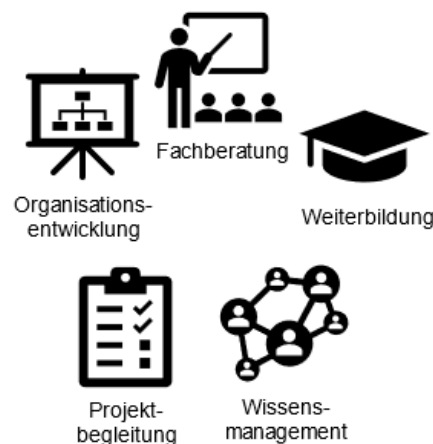 Fachberatung
Organisations-
entwicklung
Weiterbildung
Projekt-
begleitung
Wissens-
management